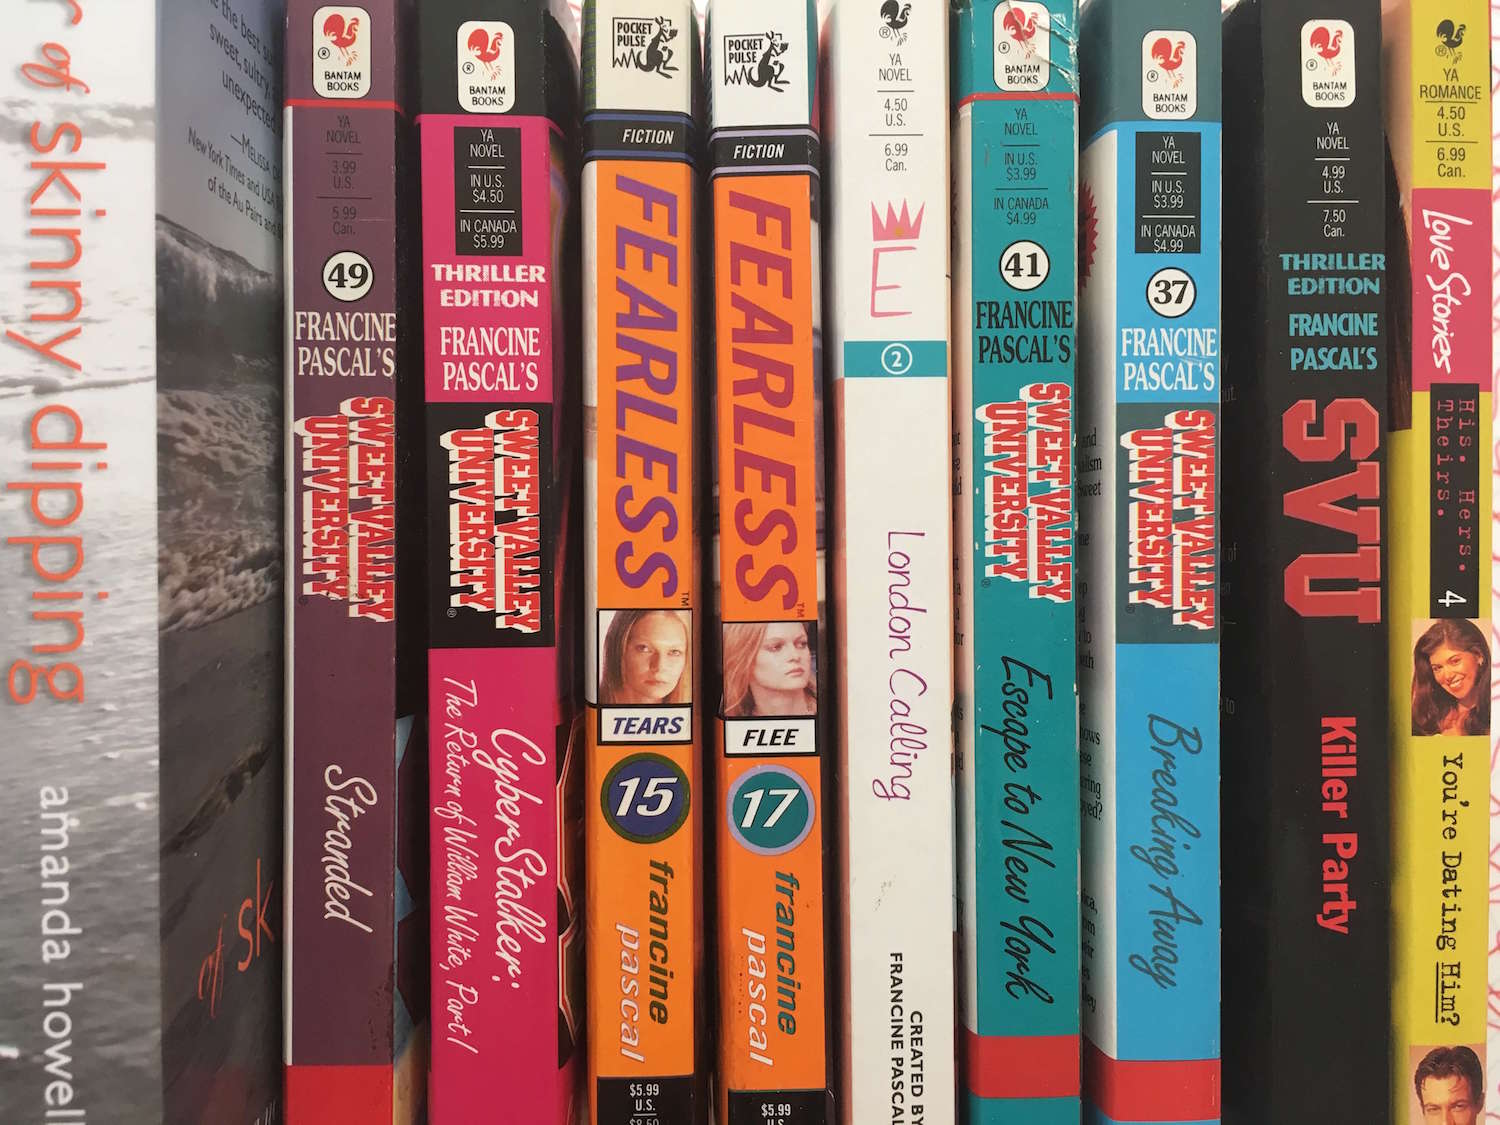 r of skinny dipping
amanda howell
the best su
sweet, sultry,
unexpected
—MELISSA
New York Times and USA
of the Au Pairs and
of sk
BANTAM
BOOKS
YA
NOVEL
3.99
U.S.
5.99
Can.
49
FRANCINE
PASCAL'S
SWEET VALLEY
UNIVERSITY
Stranded
BANTAM
BOOKS
YA
NOVEL
IN U.S.
$4.50
IN CANADA
$5.99
THRILLER
EDITION
FRANCINE
PASCAL'S
SWEET VALLEY
UNIVERSITY
CyberStalker:
The Return of William White, Part I
POCKET
PULSE
FICTION
FEARLESS™
TEARS
15
francine
pascal
$5.99
U.S.
$8.50
POCKET
PULSE
FICTION
FEARLESS™
FLEE
17
francine
pascal
$5.99
U.S.
YA
NOVEL
4.50
U.S.
6.99
Can.
E
2
London Calling
CREATED BY
FRANCINE PASCAL
BANTAM
BOOKS
YA
NOVEL
IN U.S.
$3.99
IN CANADA
$4.99
41
FRANCINE
PASCAL'S
SWEET VALLEY
UNIVERSITY
Escape to New York
BANTAM
BOOKS
YA
NOVEL
IN U.S.
$3.99
IN CANADA
$4.99
37
FRANCINE
PASCAL'S
SWEET VALLEY
UNIVERSITY
Breaking Away
BANTAM
BOOKS
YA
NOVEL
4.99
U.S.
7.50
Can.
THRILLER
EDITION
FRANCINE
PASCAL'S
SVU
Killer Party
YA
ROMANCE
4.50
U.S.
6.99
Can.
Love Stories
His. Hers.
Theirs.
4
You're Dating Him?